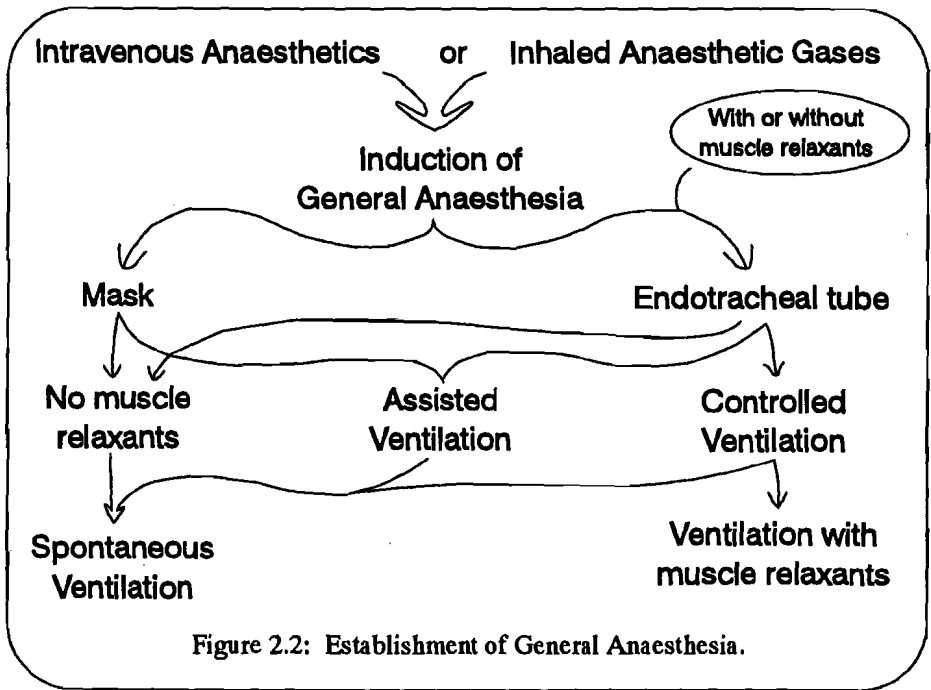 Intravenous Anaesthetics or Inhaled Anaesthetic Gases
With or without
muscle relaxants
Induction of
General Anaesthesia
Mask
Endotracheal tube
No muscle
relaxants
Assisted
Ventilation
Controlled
Ventilation
Spontaneous
Ventilation
Ventilation with
muscle relaxants
Figure 2.2: Establishment of General Anaesthesia.